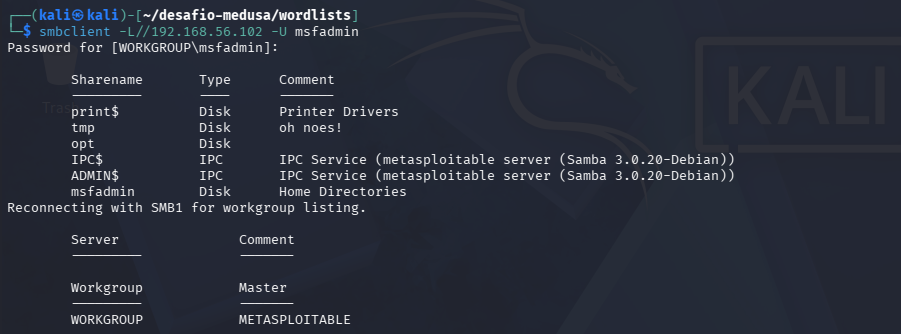 ┌──(kali㉿kali)-[~/desafio-medusa/wordlists]
└─$ smbclient -L//192.168.56.102 -U msfadmin
Password for [WORKGROUP\msfadmin]:
Sharename Type Comment
--------- ---- -------
print$ Disk Printer Drivers
tmp Disk oh noes!
opt Disk
IPC$ IPC IPC Service (metasploitable server (Samba 3.0.20-Debian))
ADMIN$ IPC IPC Service (metasploitable server (Samba 3.0.20-Debian))
msfadmin Disk Home Directories
Reconnecting with SMB1 for workgroup listing.
Server Comment
--------- -------
Workgroup Master
--------- -------
WORKGROUP METASPLOITABLE
Trash
KALI